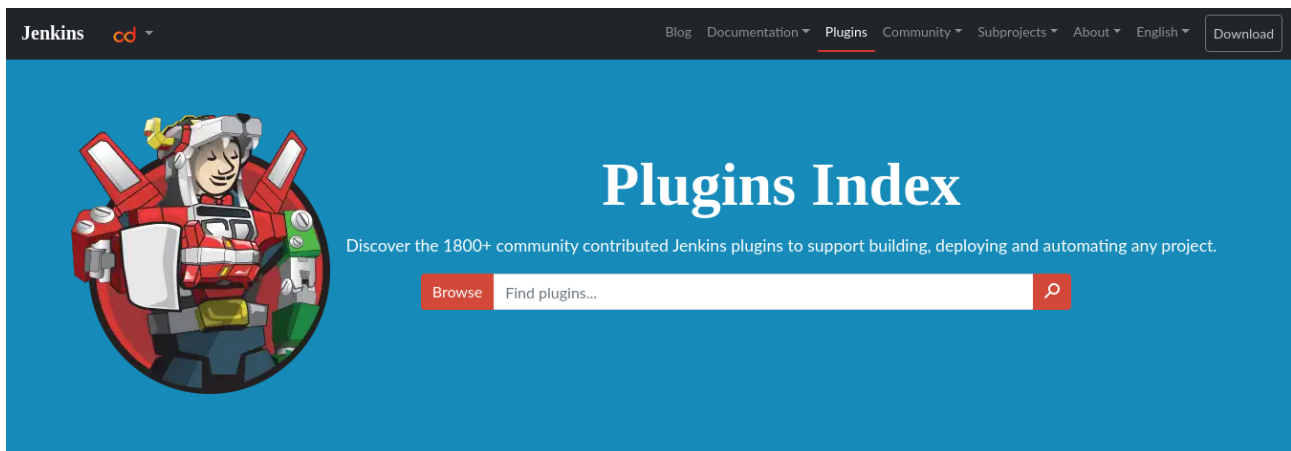 Jenkins cd Blog Documentation Plugins Community Subprojects About English Download
Plugins Index
Discover the 1800+ community contributed Jenkins plugins to support building, deploying and automating any project.
Browse Find plugins...